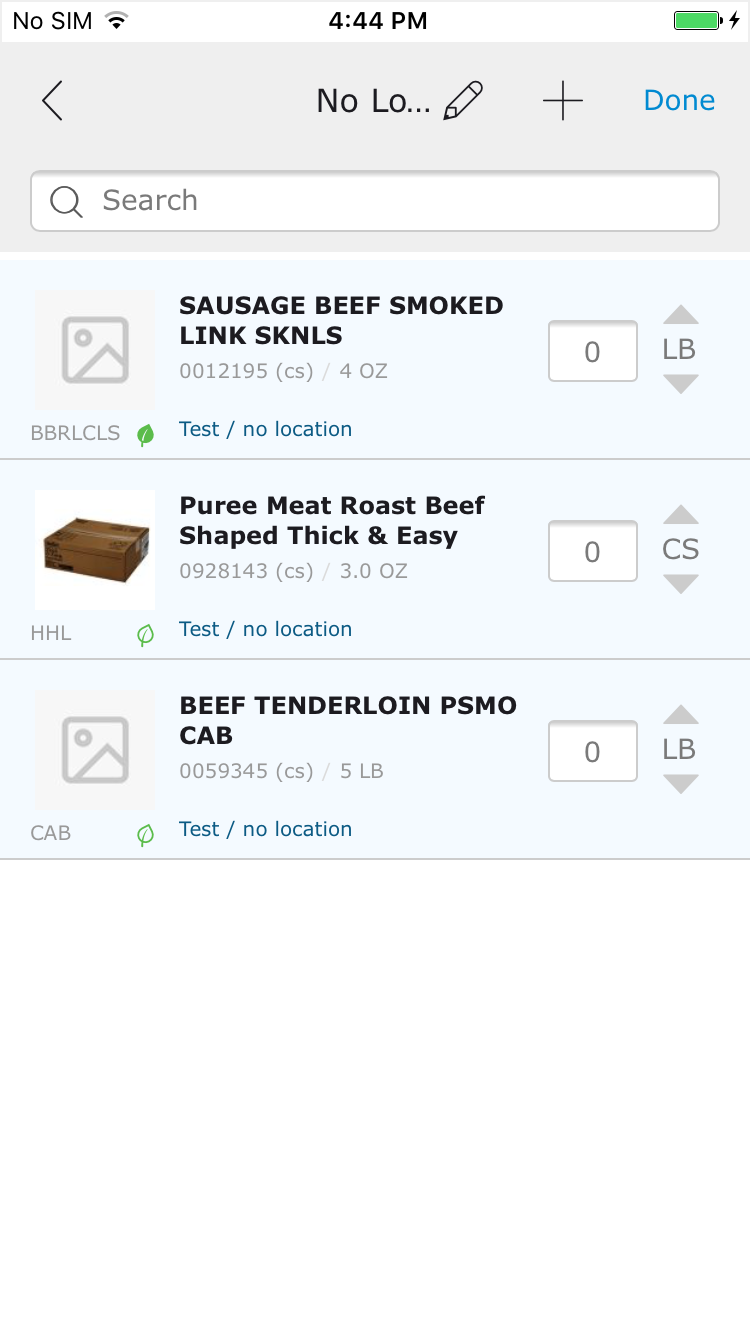 No SIM 4:44 PM
No Lo... Done
Search
SAUSAGE BEEF SMOKED
LINK SKNLS
0012195 (cs) / 4 OZ
0
LB
BBRLCLS
Test / no location
Puree Meat Roast Beef
Shaped Thick & Easy
0928143 (cs) / 3.0 OZ
0
CS
HHL
Test / no location
BEEF TENDERLOIN PSMO
CAB
0059345 (cs) / 5 LB
0
LB
CAB
Test / no location